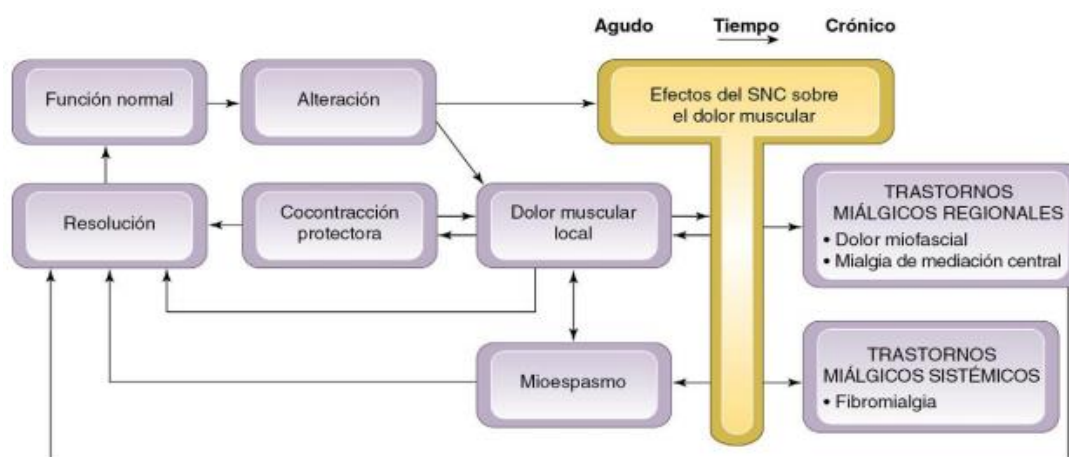 Agudo Tiempo Crónico
Función normal
Alteración
Efectos del SNC sobre
el dolor muscular
Resolución
Cocontracción
protectora
Dolor muscular
local
TRASTORNOS
MIÁLGICOS REGIONALES
• Dolor miofascial
• Mialgia de mediación central
Mioespasmo
TRASTORNOS
MIÁLGICOS SISTÉMICOS
• Fibromialgia